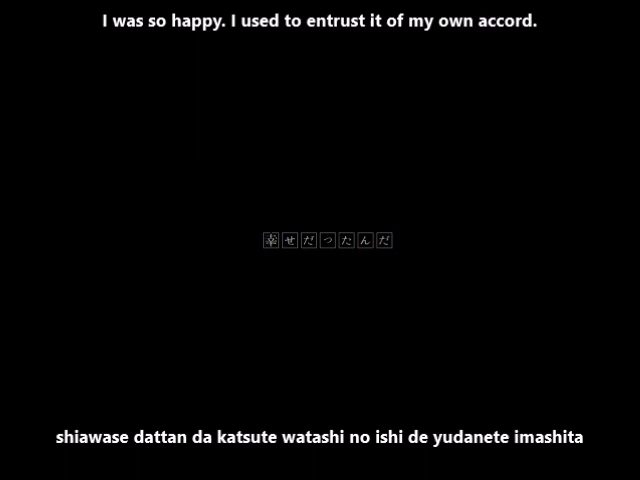 I was so happy. I used to entrust it of my own accord.
幸せだったんだ
shiawase dattan da katsute watashi no ishi de yudanete imashita